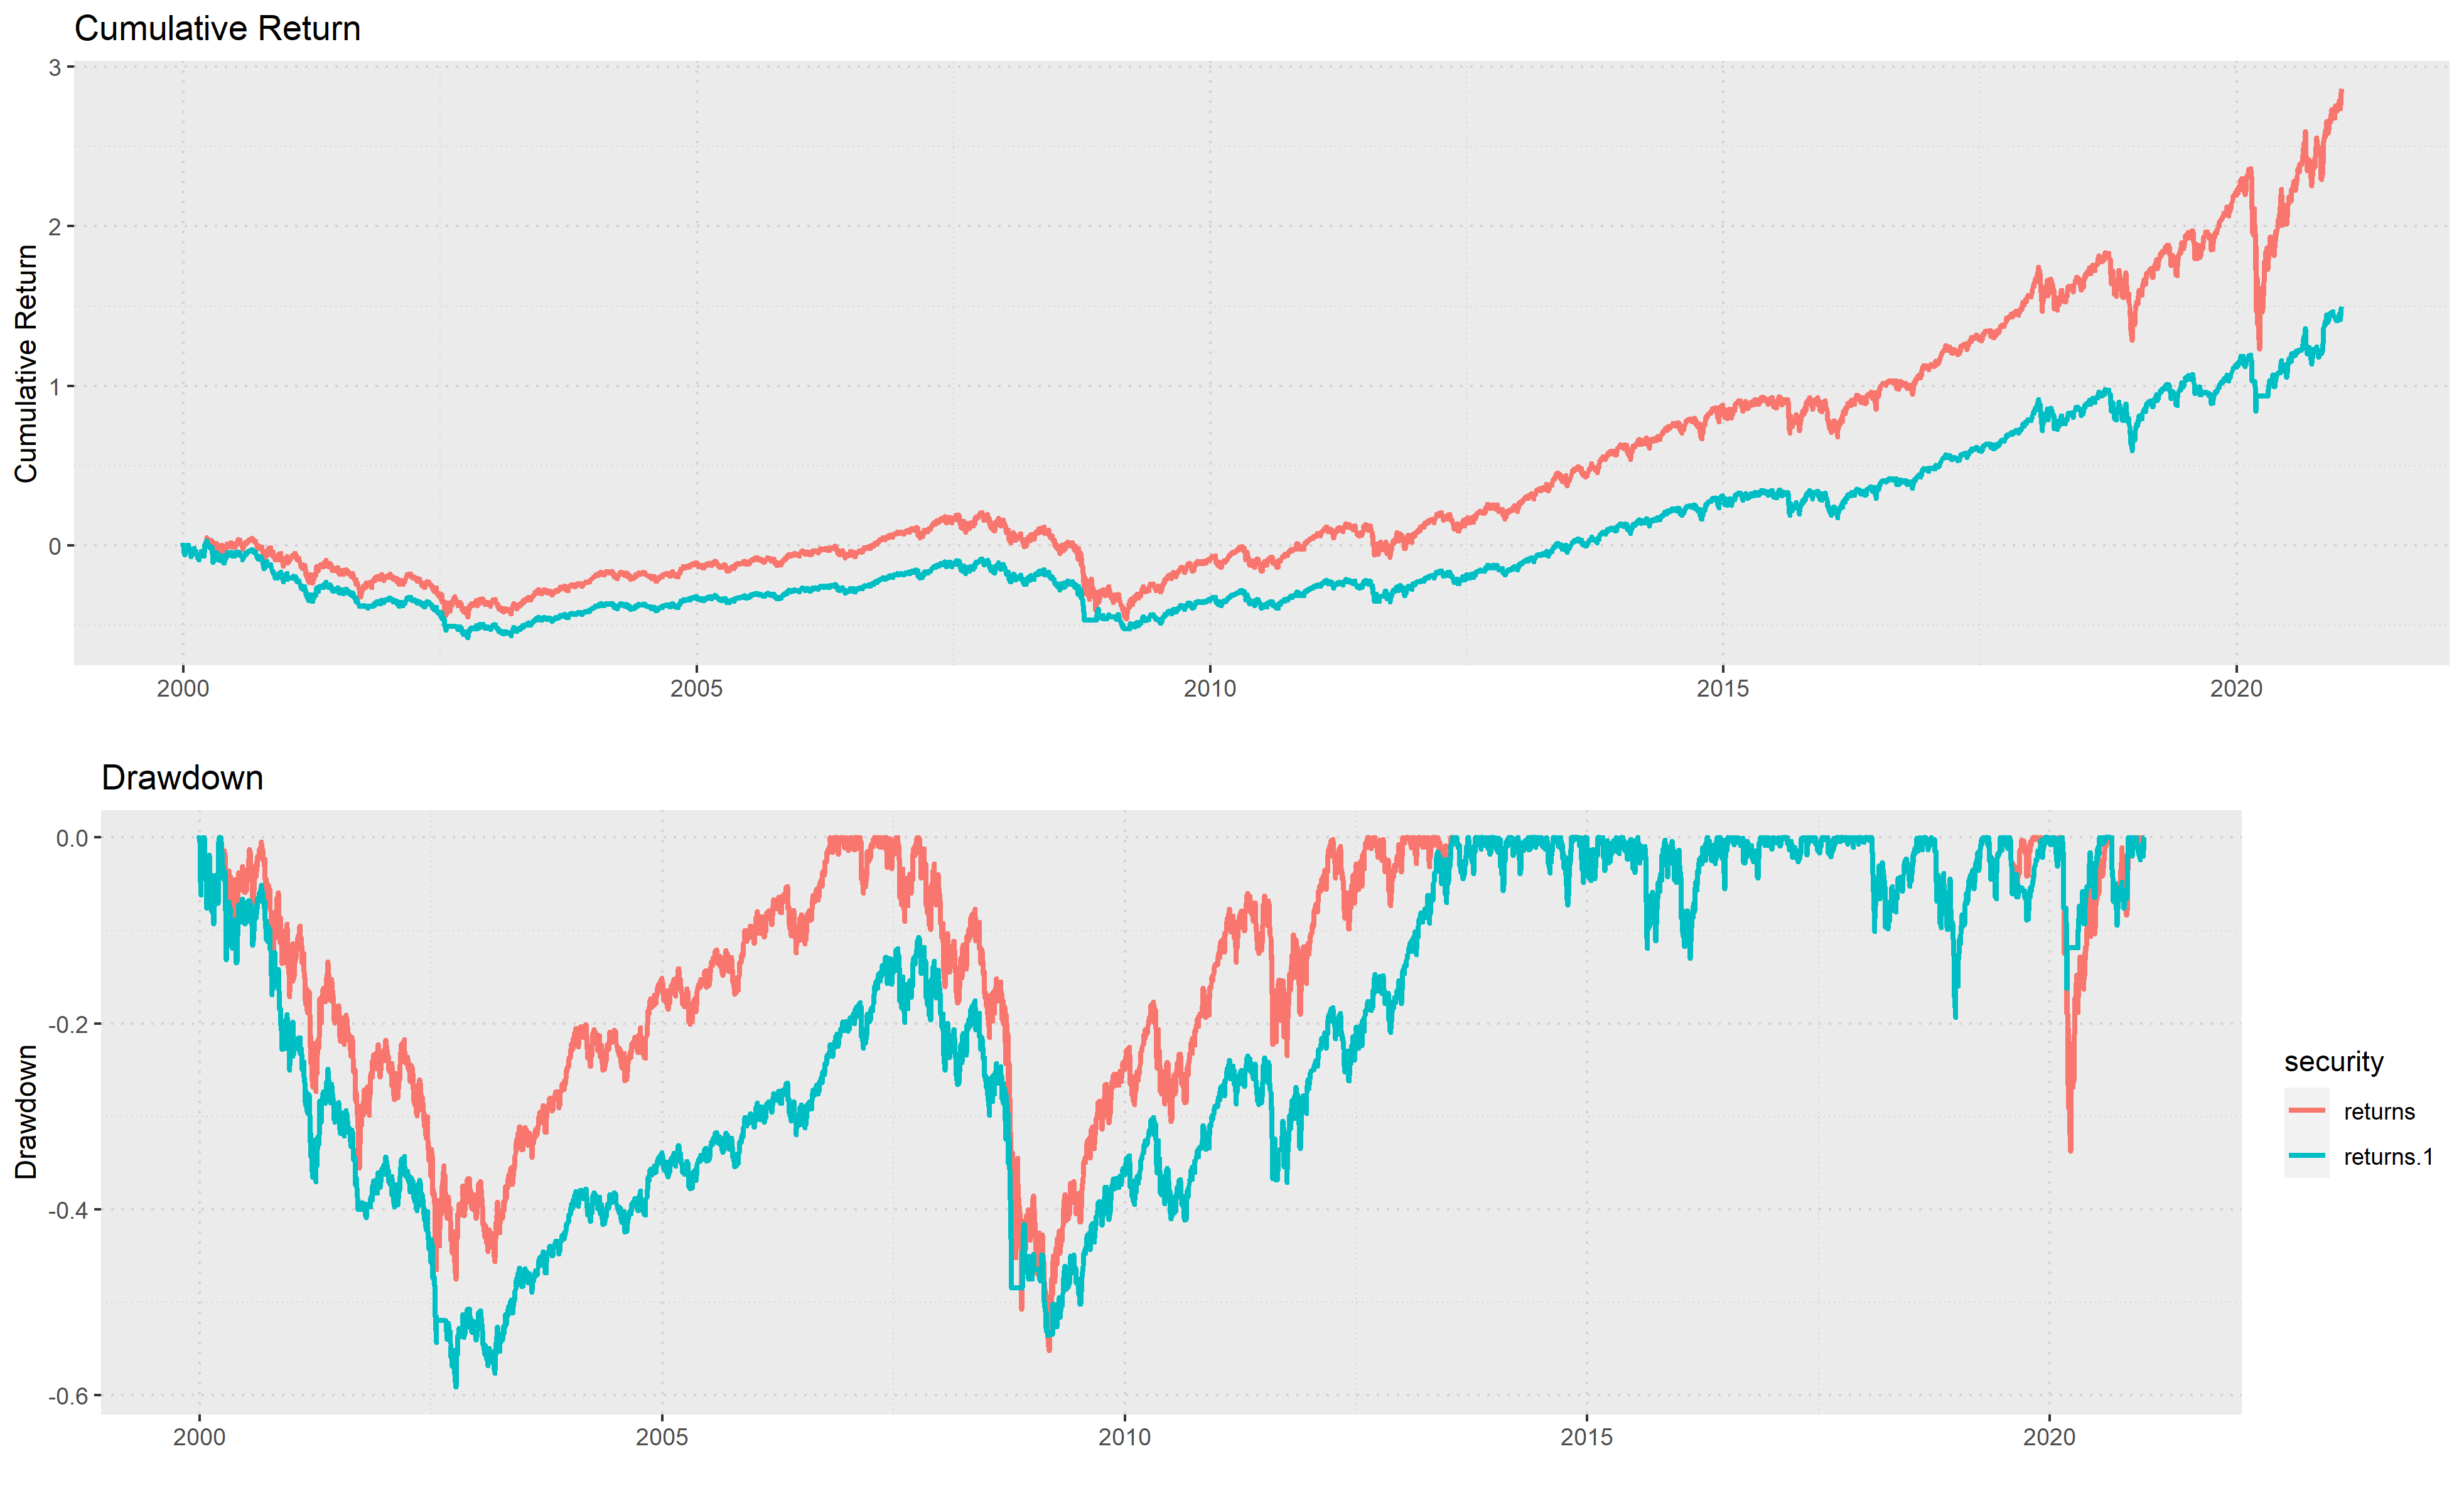 Cumulative Return
Cumulative Return
3
2
1
0
2000 2005 2010 2015 2020
Drawdown
Drawdown
0.0
-0.2
-0.4
-0.6
2000 2005 2010 2015 2020
security
returns
returns.1